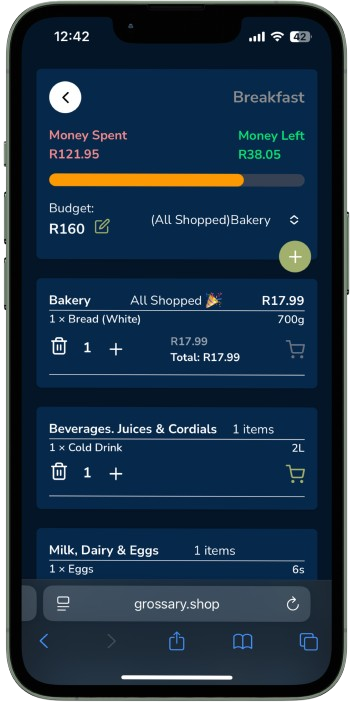 12:42
42
Breakfast
Money Spent Money Left
R121.95 R38.05
Budget:
R160 (All Shopped)Bakery
Bakery All Shopped 🎉 R17.99
1 × Bread (White) 700g
R17.99
1 + Total: R17.99
Beverages. Juices & Cordials 1 items
1 × Cold Drink 2L
1 +
Milk, Dairy & Eggs 1 items
1 × Eggs 6s
grossary.shop